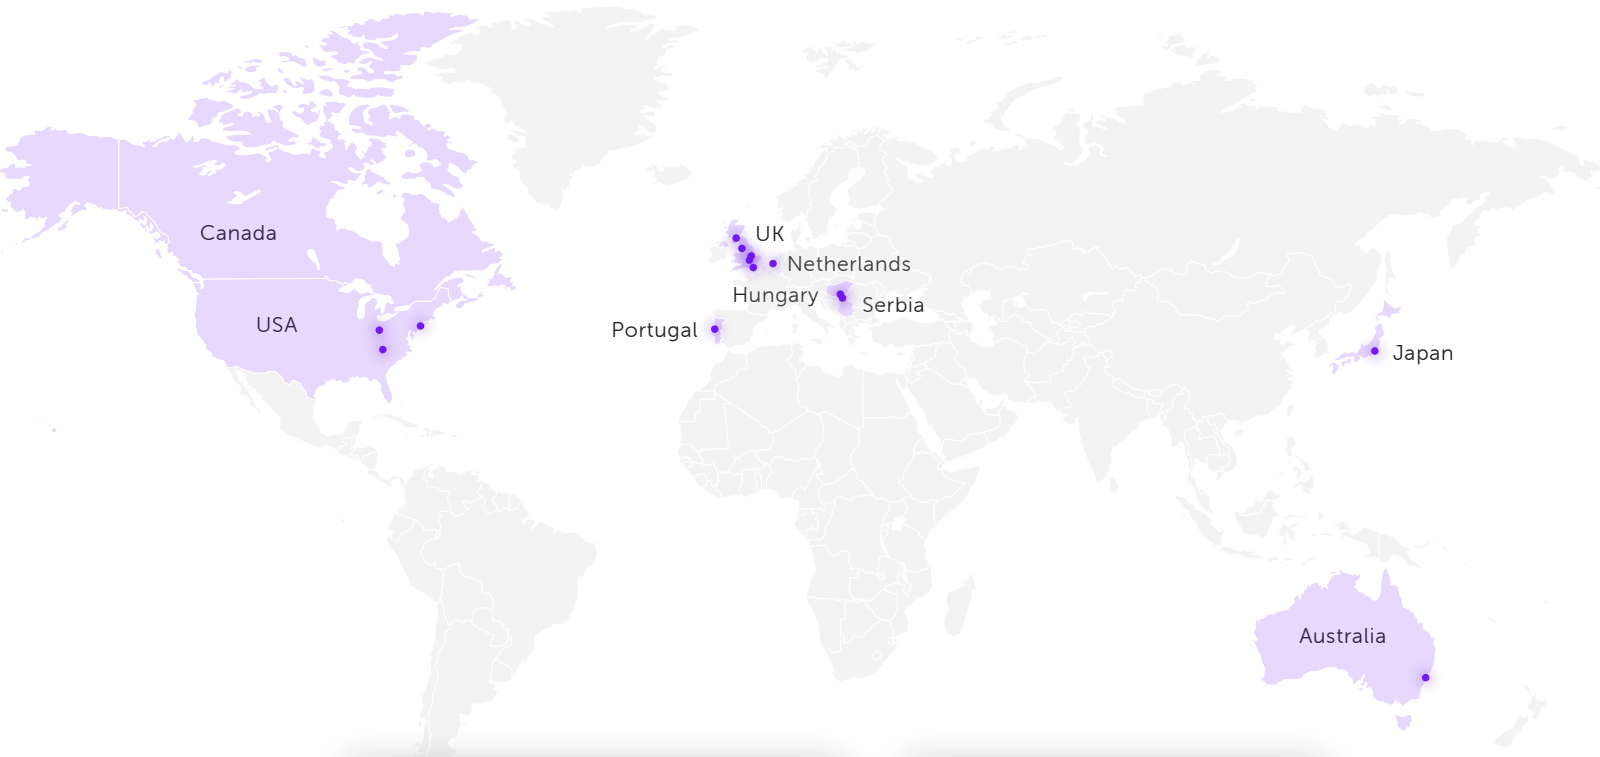 Canada
UK
Netherlands
Hungary
Serbia
USA
Portugal
Japan
Australia